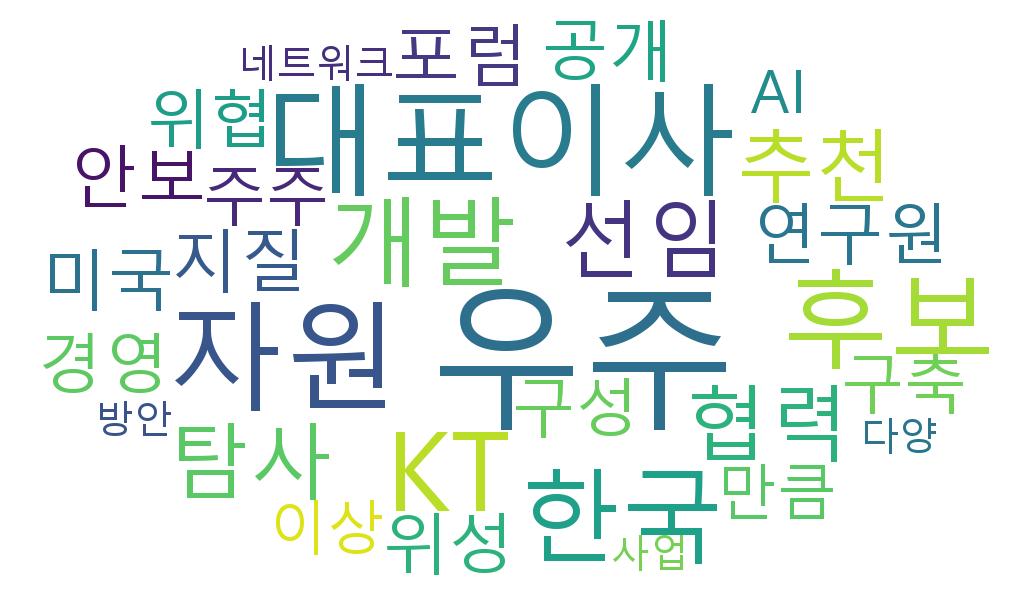 네트워크 포럼 공개
위협 대표이사 AI
안보 주주 추천
개발 선임 연구원
미국 지질
자원 우주 후보
경영 구성 구축
방안 협력 다양
탐사 KT 만큼
이상 위성 한국 사업